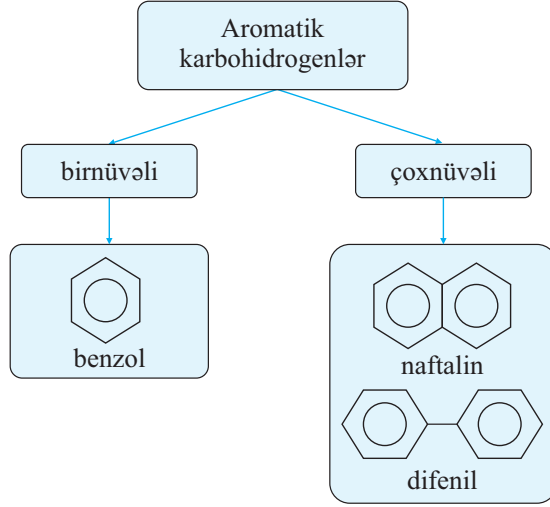 Aromatik
karbohidrogenlər
birnüvəli
çoxnüvəli
benzol
naftalin
difenil